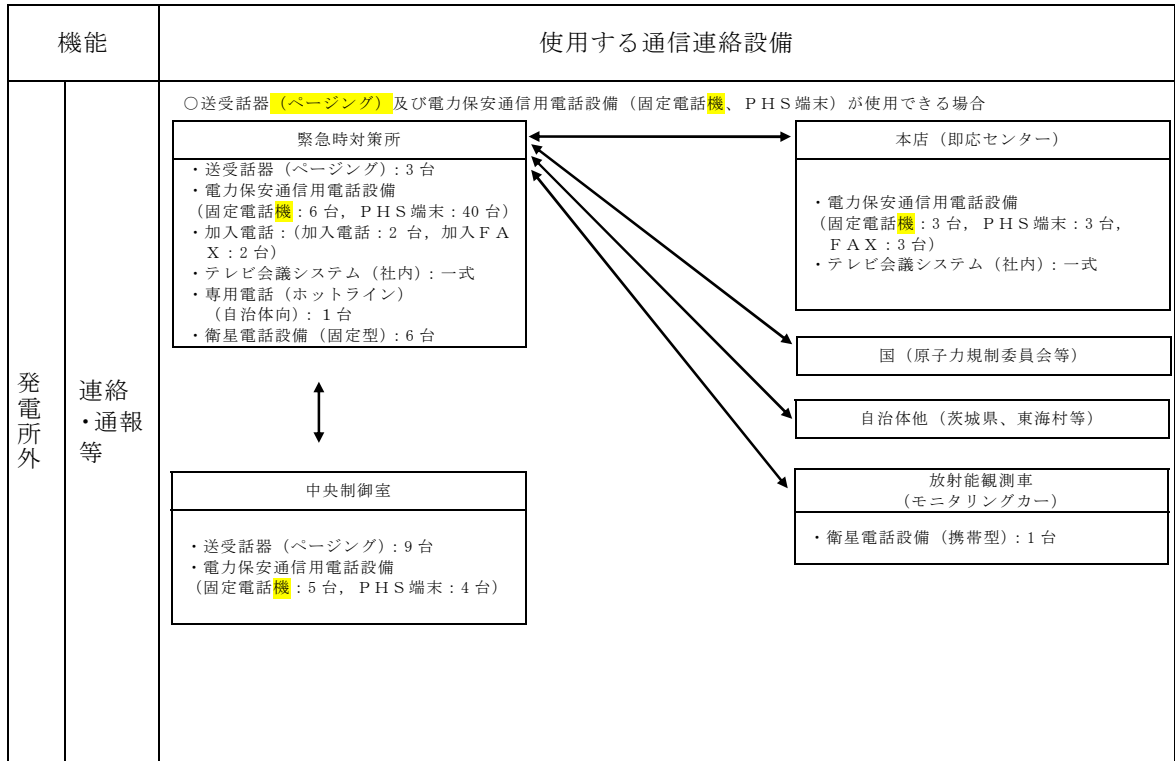 機能
使用する通信連絡設備
発電所外
連絡
・通報
等
○送受話器（ページング）及び電力保安通信用電話設備（固定電話機、ＰＨＳ端末）が使用できる場合
緊急時対策所
・送受話器（ページング）：3 台
・電力保安通信用電話設備
（固定電話機：6 台，ＰＨＳ端末：40 台）
・加入電話：（加入電話：2 台，加入ＦＡ
Ｘ：2 台）
・テレビ会議システム（社内）：一式
・専用電話（ホットライン）
（自治体向）：1 台
・衛星電話設備（固定型）：6 台
中央制御室
・送受話器（ページング）：9 台
・電力保安通信用電話設備
（固定電話機：5 台，ＰＨＳ端末：4 台）
本店（即応センター）
・電力保安通信用電話設備
（固定電話機：3 台，ＰＨＳ端末：3 台，
ＦＡＸ：3 台）
・テレビ会議システム（社内）：一式
国（原子力規制委員会等）
自治体他（茨城県、東海村等）
放射能観測車
（モニタリングカー）
・衛星電話設備（携帯型）：1 台